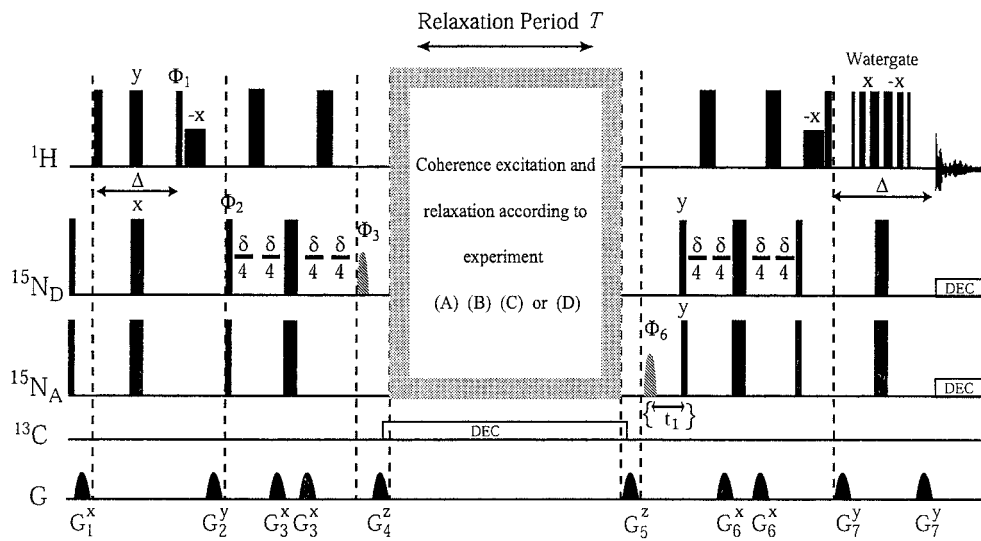 Relaxation Period T
y Φ1 -x
-x
Watergate
x -x
¹H
Δ
Δ
Coherence excitation and
relaxation according to
experiment
(A) (B) (C) or (D)
x Φ2
Φ3
y
δ/4 δ/4 δ/4 δ/4
δ/4 δ/4 δ/4 δ/4
¹⁵N_D
DEC
Φ6 y
¹⁵N_A
DEC
{ t₁ }
¹³C
DEC
G
G₁ˣ G₂ʸ G₃ˣ G₃ˣ G₄ᶻ G₅ᶻ G₆ˣ G₆ˣ G₇ʸ G₇ʸ